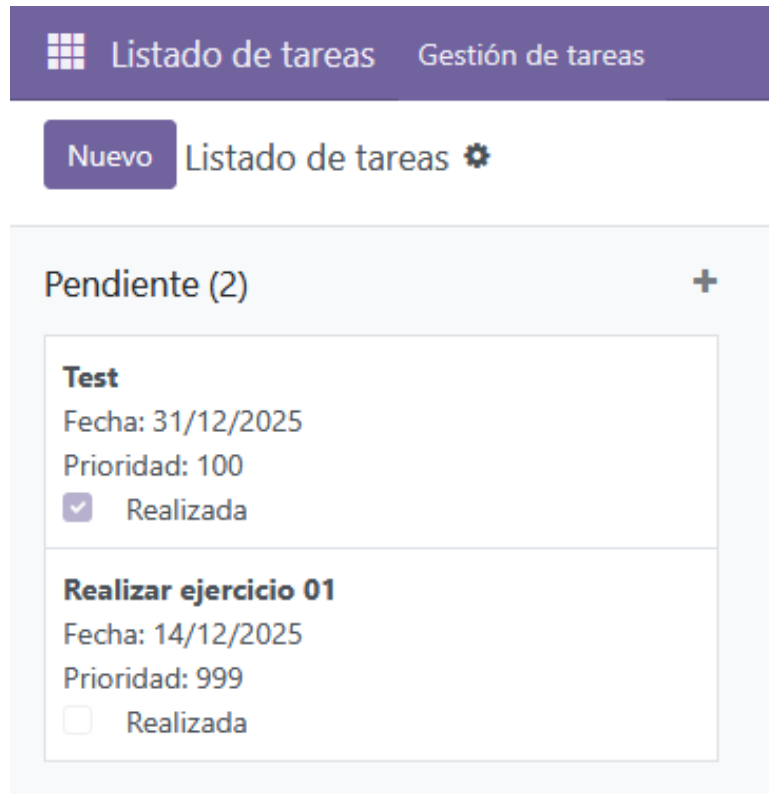 Listado de tareas Gestión de tareas
Nuevo Listado de tareas
Pendiente (2)
Test
Fecha: 31/12/2025
Prioridad: 100
Realizada
Realizar ejercicio 01
Fecha: 14/12/2025
Prioridad: 999
Realizada